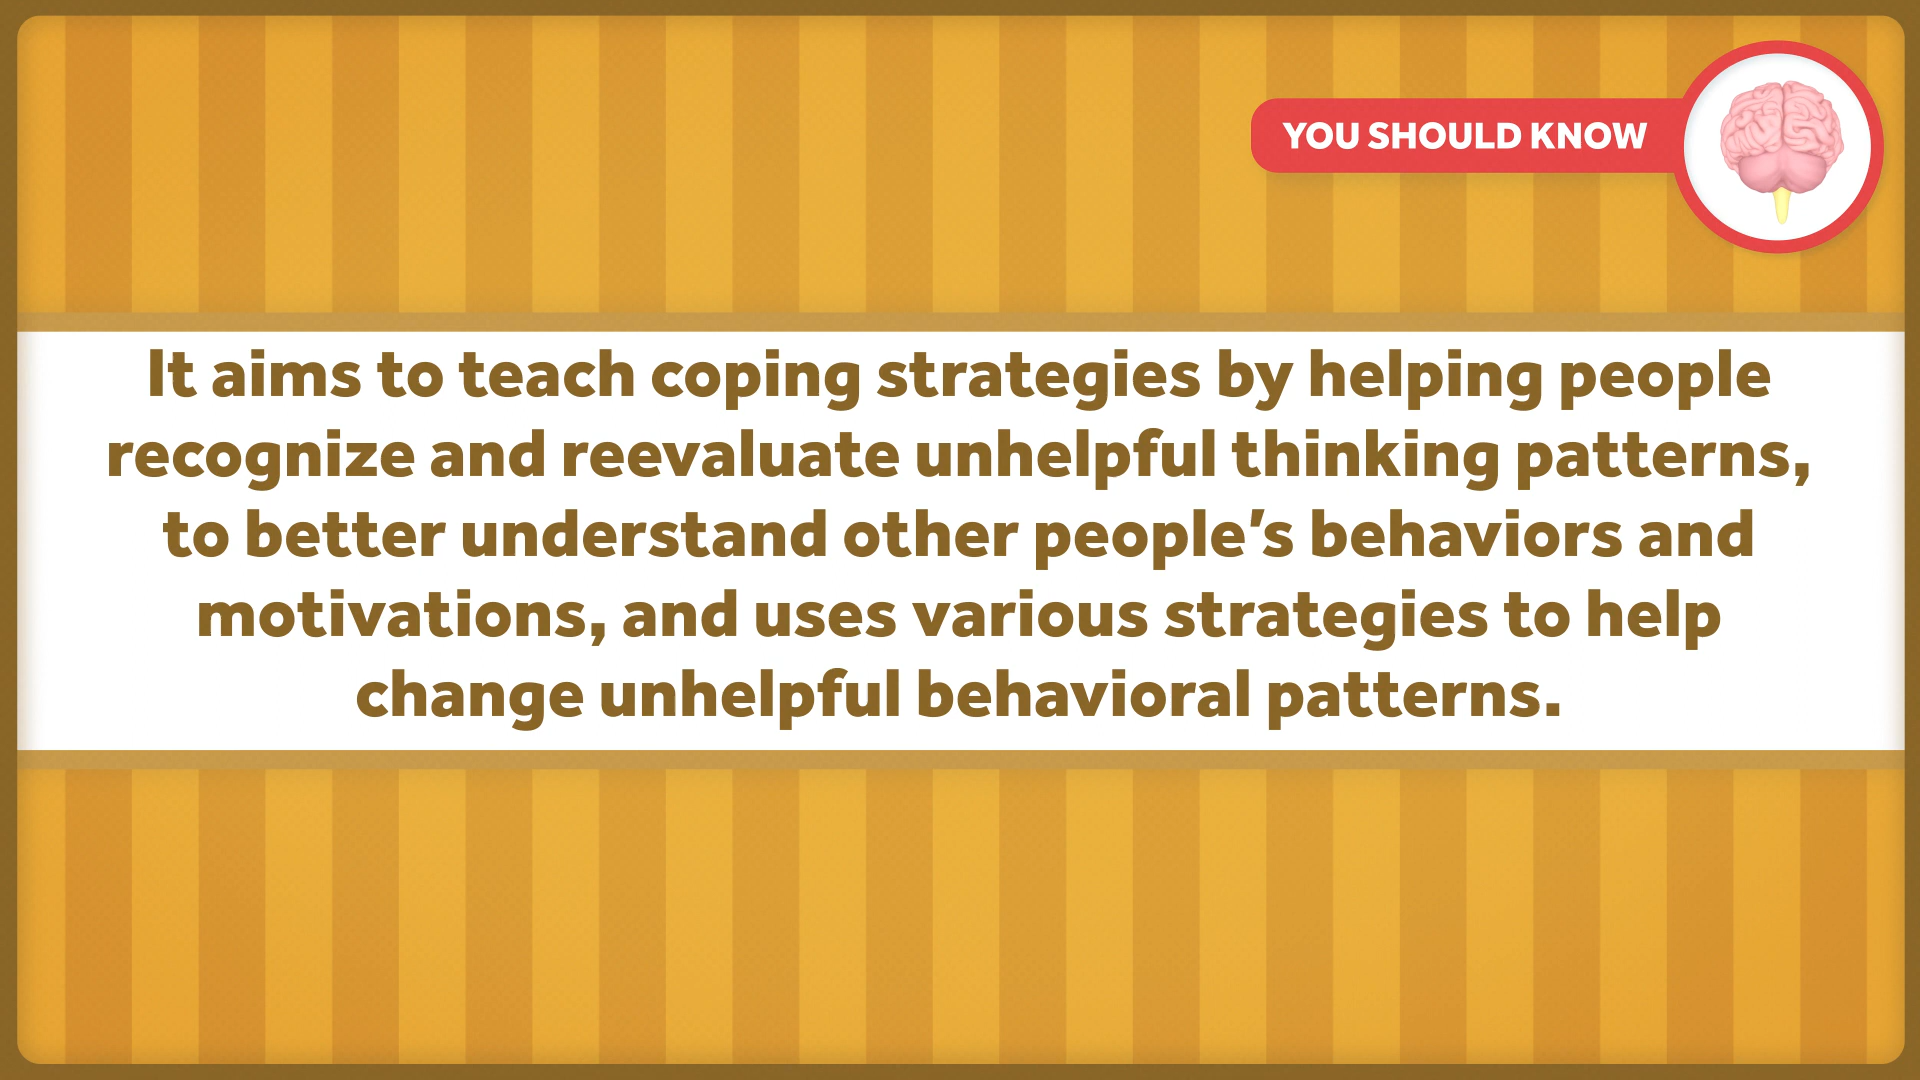 YOU SHOULD KNOW
It aims to teach coping strategies by helping people
recognize and reevaluate unhelpful thinking patterns,
to better understand other people's behaviors and
motivations, and uses various strategies to help
change unhelpful behavioral patterns.